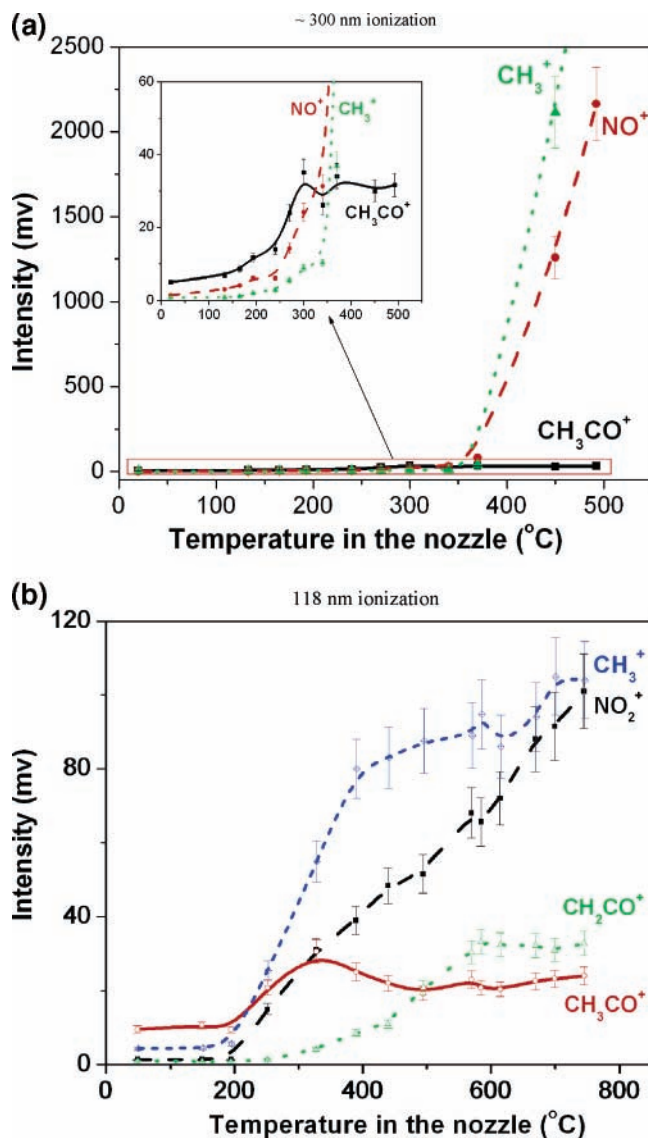 (a)
~ 300 nm ionization
2500
2000
1500
1000
500
0
Intensity (mv)
60
40
20
0
0 100 200 300 400 500
NO+
CH3+
CH3CO+
CH3+
NO+
CH3CO+
0 100 200 300 400 500
Temperature in the nozzle (oC)
(b)
118 nm ionization
120
80
40
0
Intensity (mv)
CH3+
NO2+
CH2CO+
CH3CO+
0 200 400 600 800
Temperature in the nozzle (oC)